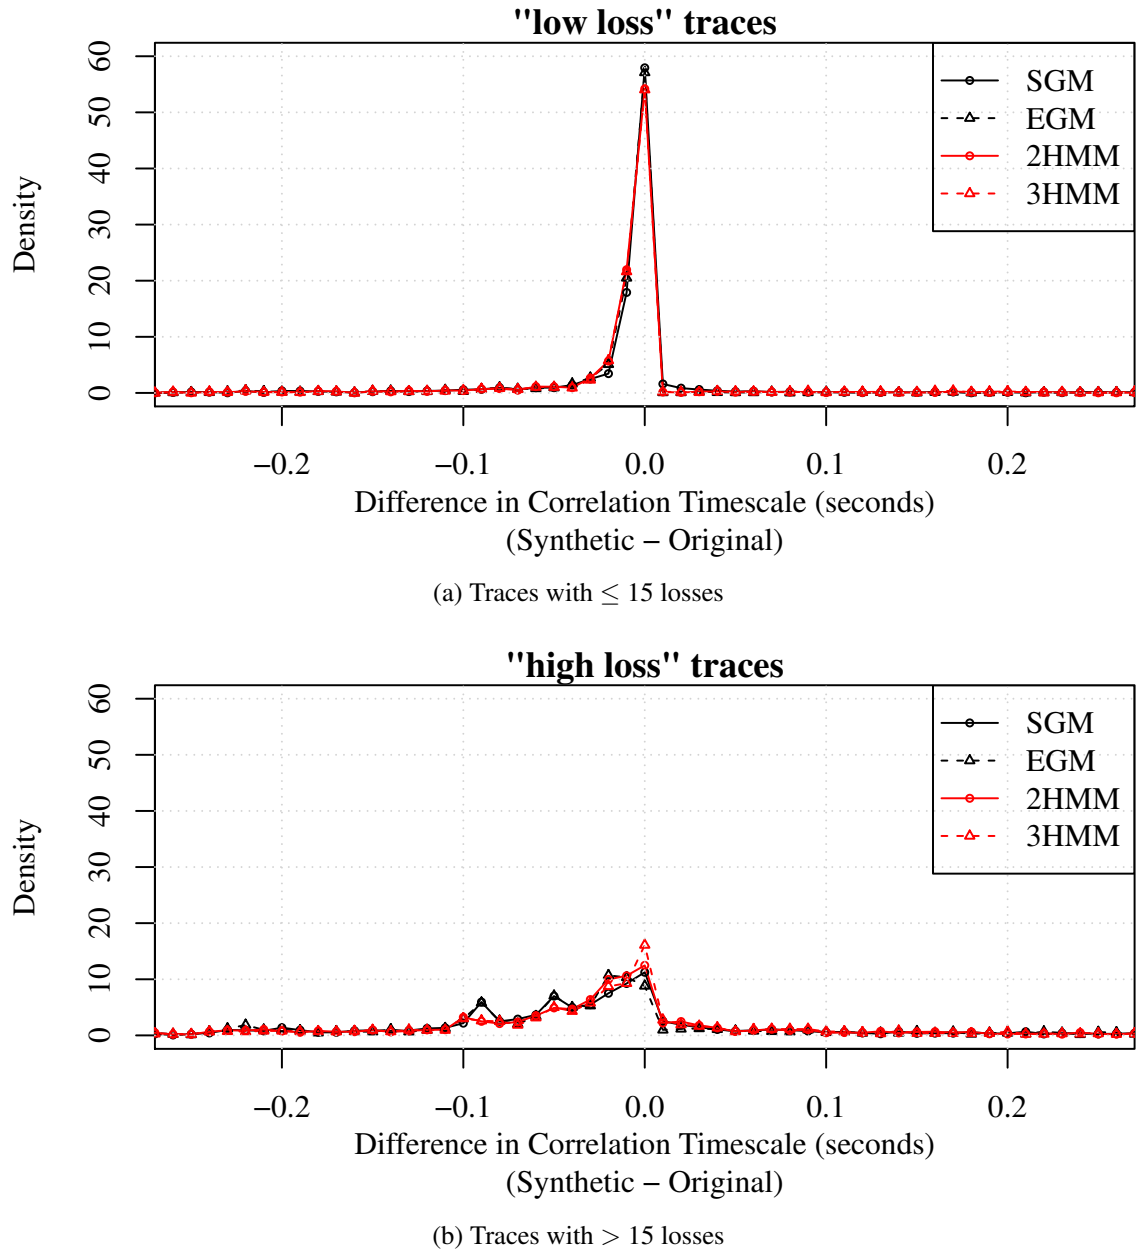 "low loss" traces
60
50
40
30
20
10
0
Density
SGM
EGM
2HMM
3HMM
−0.2 −0.1 0.0 0.1 0.2
Difference in Correlation Timescale (seconds)
(Synthetic − Original)
(a) Traces with ≤ 15 losses
"high loss" traces
60
50
40
30
20
10
0
Density
SGM
EGM
2HMM
3HMM
−0.2 −0.1 0.0 0.1 0.2
Difference in Correlation Timescale (seconds)
(Synthetic − Original)
(b) Traces with > 15 losses